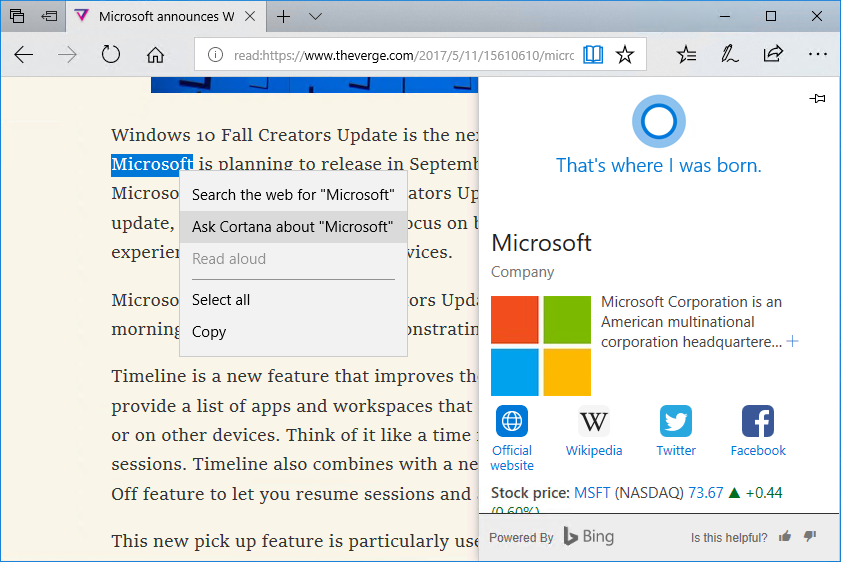 Microsoft announces W
read:https://www.theverge.com/2017/5/11/15610610/micro
Windows 10 Fall Creators Update is the nex
Microsoft is planning to release in Septemb
Microso
ators Up
update,
ocus on b
experien
vices.
Microso
ators Upda
morning
onstratin
Timeline is a new feature that improves the
provide a list of apps and workspaces that
or on other devices. Think of it like a time
sessions. Timeline also combines with a ne
Off feature to let you resume sessions and
This new pick up feature is particularly use
Search the web for "Microsoft"
Ask Cortana about "Microsoft"
Read aloud
Select all
Copy
That's where I was born.
Microsoft
Company
Microsoft Corporation is an
American multinational
corporation headquartere... +
Official
website
W
Wikipedia
Twitter
Facebook
Stock price: MSFT (NASDAQ) 73.67 ▲ +0.44
(0.60%)
Powered By Bing
Is this helpful?